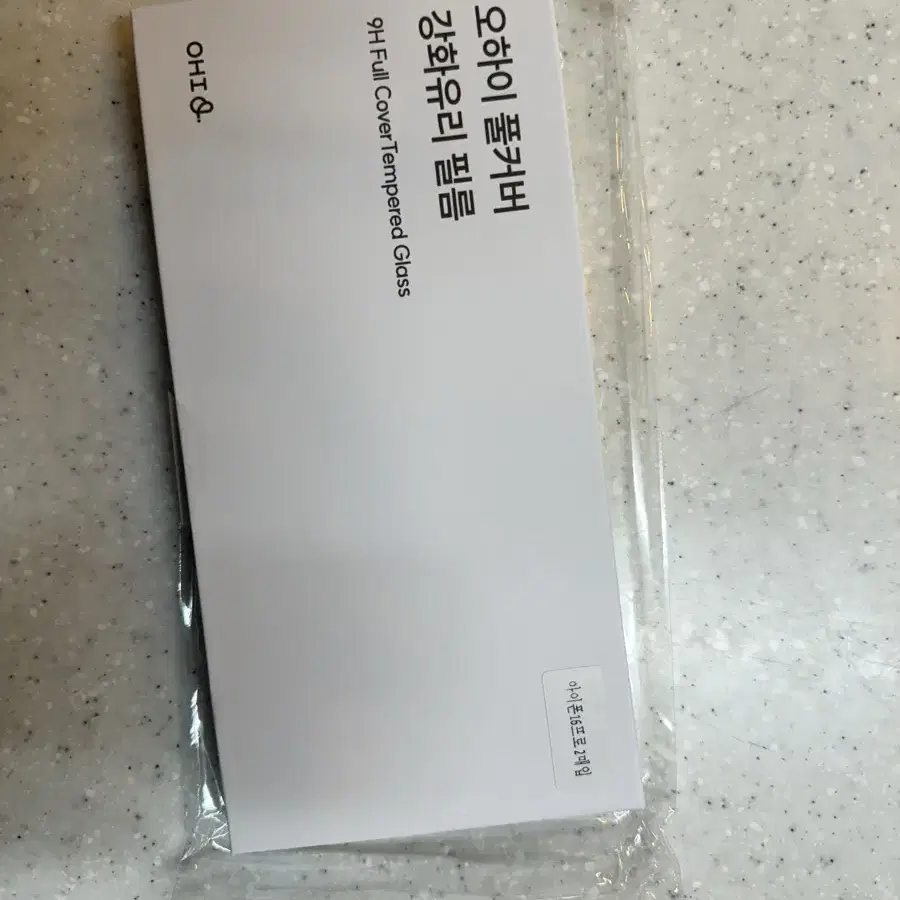 오하이 풀커버
강화유리 필름
9H Full Cover Tempered Glass
OHI
아이폰16프로 2매입